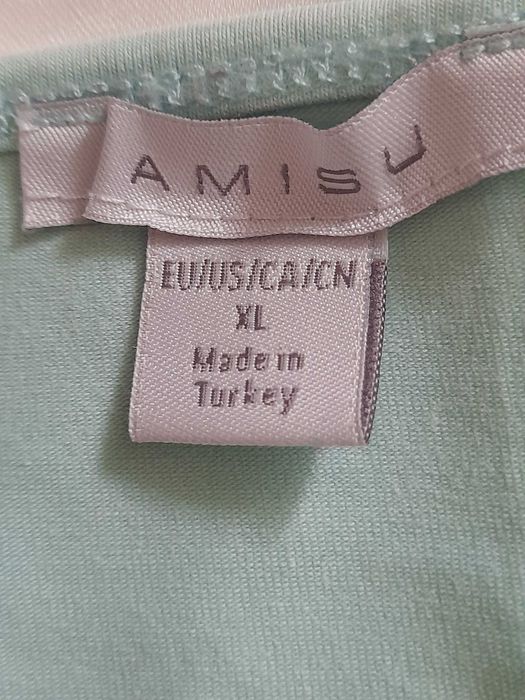 AMISU
EU/US/CA/CN
XL
Made in
Turkey